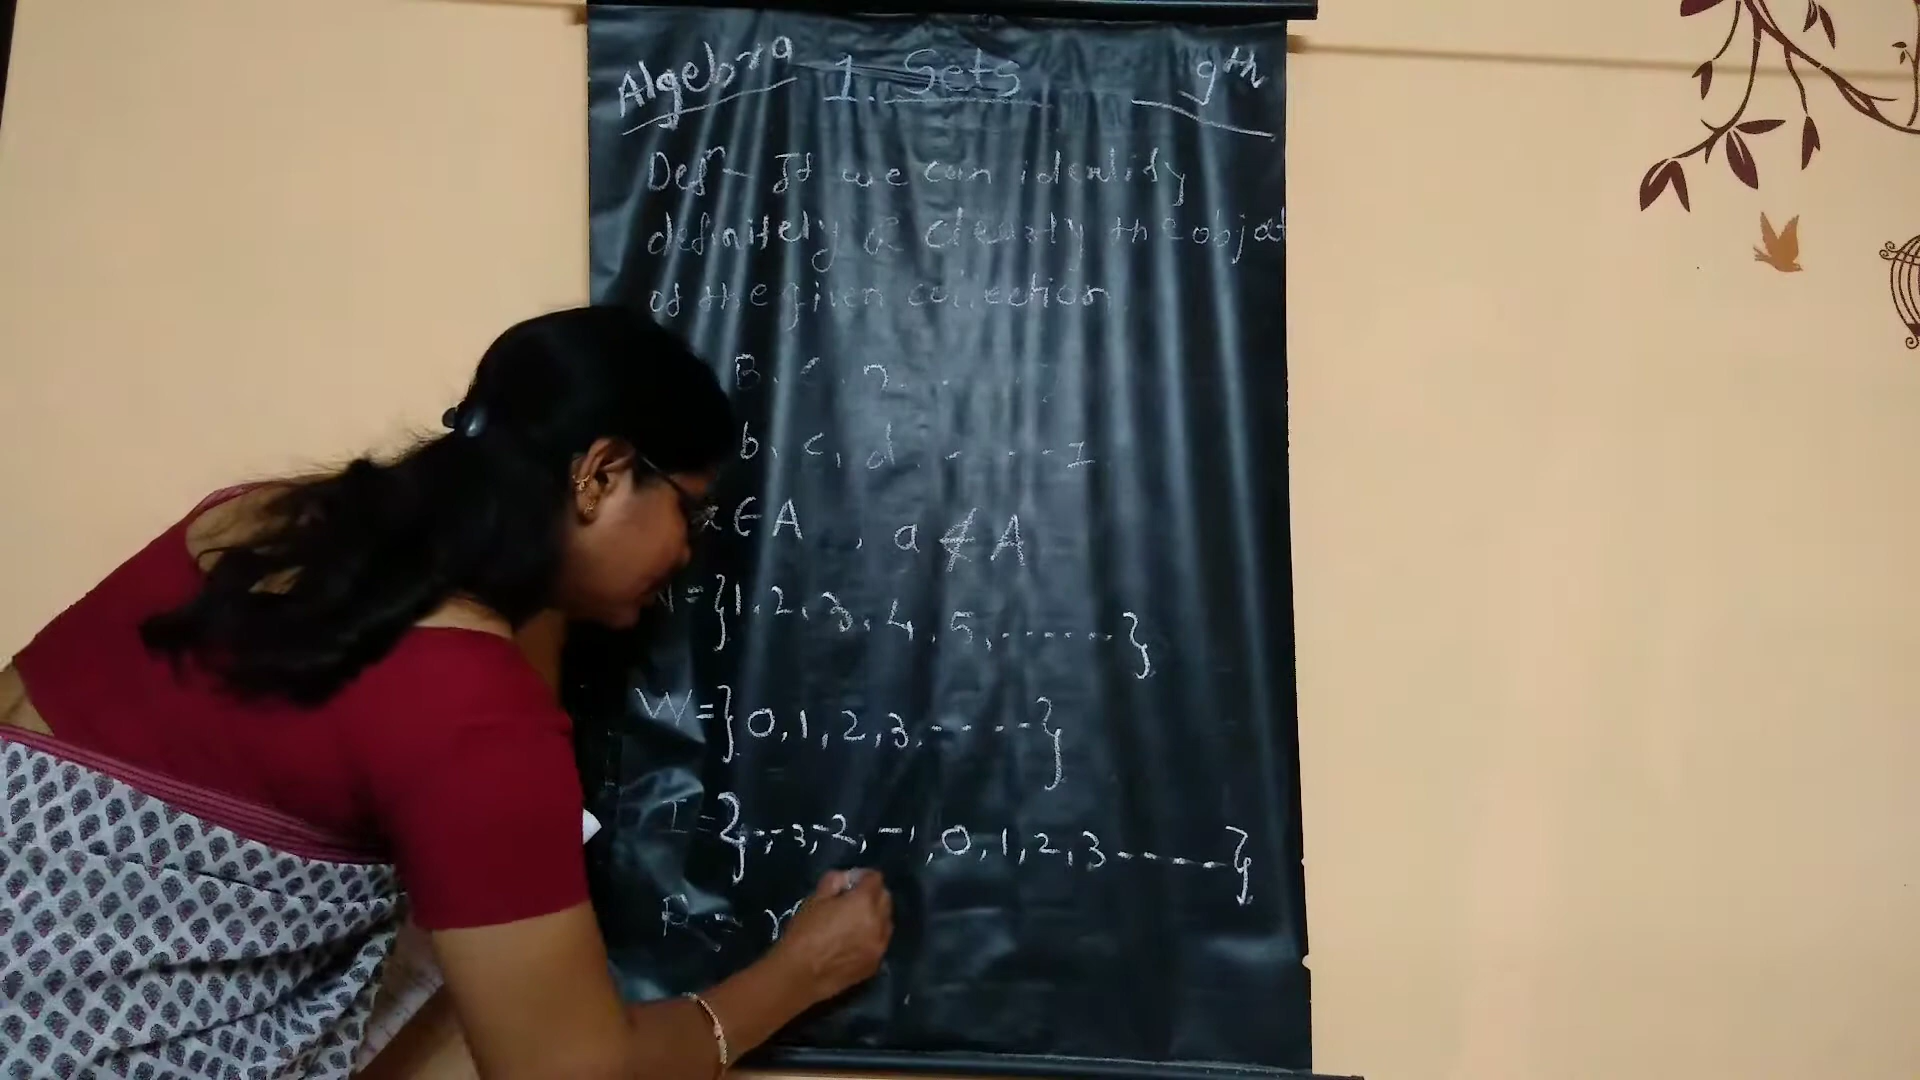 Algebra 1. Sets 9th
Defn - If we can identify
definitely & clearly the object
of the given collection
B, C,
b, c, d, - - - - z
∈ A , a ∉ A
N = {1, 2, 3, 4, 5, ------ }
W = {0, 1, 2, 3, ---- }
I = {--, -3, -2, -1, 0, 1, 2, 3 ----- }
R =